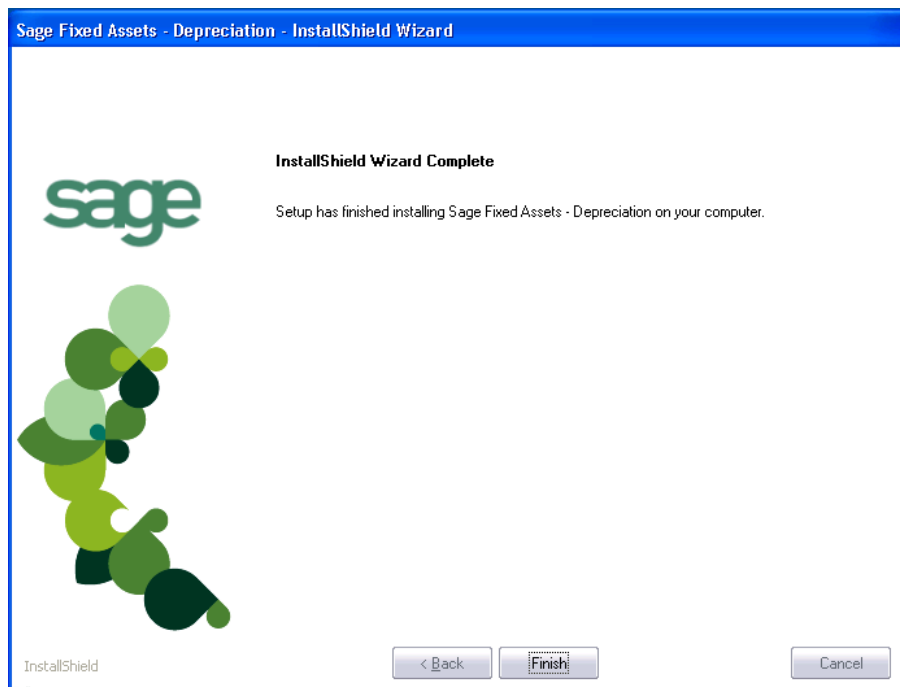 Sage Fixed Assets - Depreciation - InstallShield Wizard
InstallShield Wizard Complete
sage
Setup has finished installing Sage Fixed Assets - Depreciation on your computer.
InstallShield
< Back
Finish
Cancel